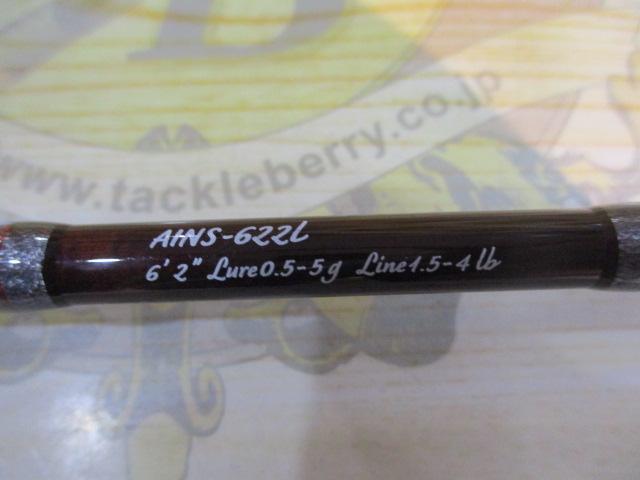 D
www.tackleberry.co.jp
AINS-622L
6'2" Lure0.5-5g Line1.5-4lb